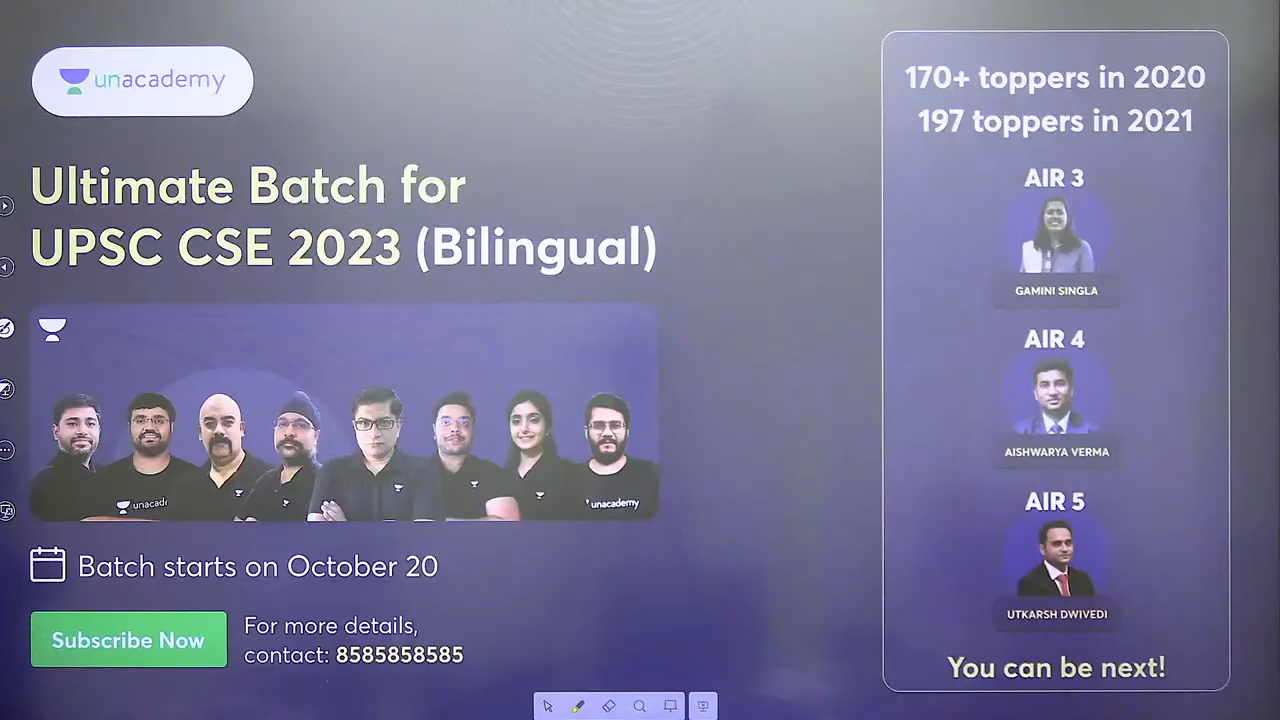 unacademy
Ultimate Batch for
UPSC CSE 2023 (Bilingual)
unacade
unacademy
Batch starts on October 20
Subscribe Now
For more details,
contact: 8585858585
170+ toppers in 2020
197 toppers in 2021
AIR 3
GAMINI SINGLA
AIR 4
AISHWARYA VERMA
AIR 5
UTKARSH DWIVEDI
You can be next!